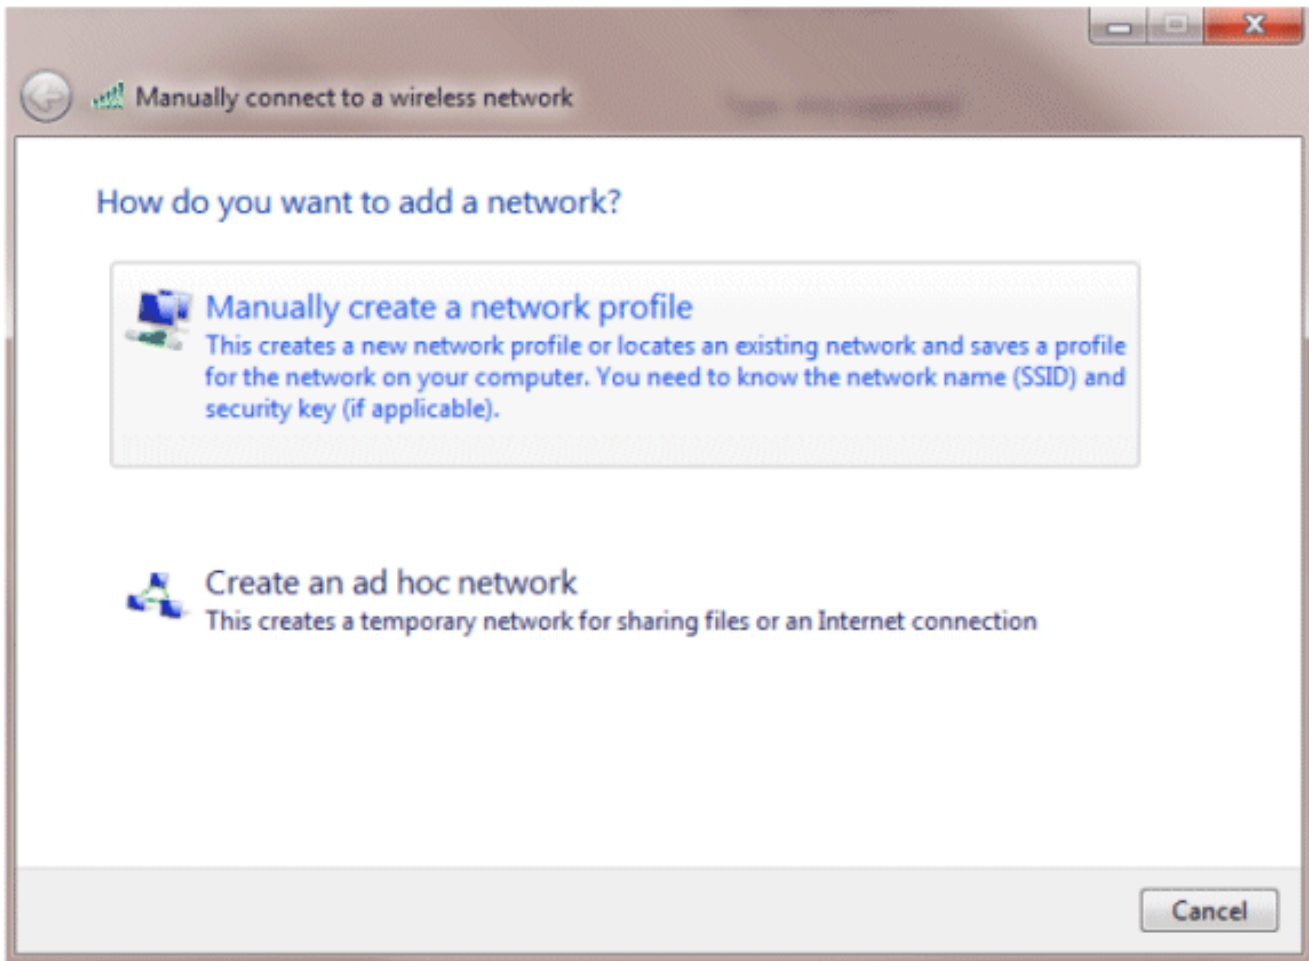 Manually connect to a wireless network
How do you want to add a network?
Manually create a network profile
This creates a new network profile or locates an existing network and saves a profile
for the network on your computer. You need to know the network name (SSID) and
security key (if applicable).
Create an ad hoc network
This creates a temporary network for sharing files or an Internet connection
Cancel